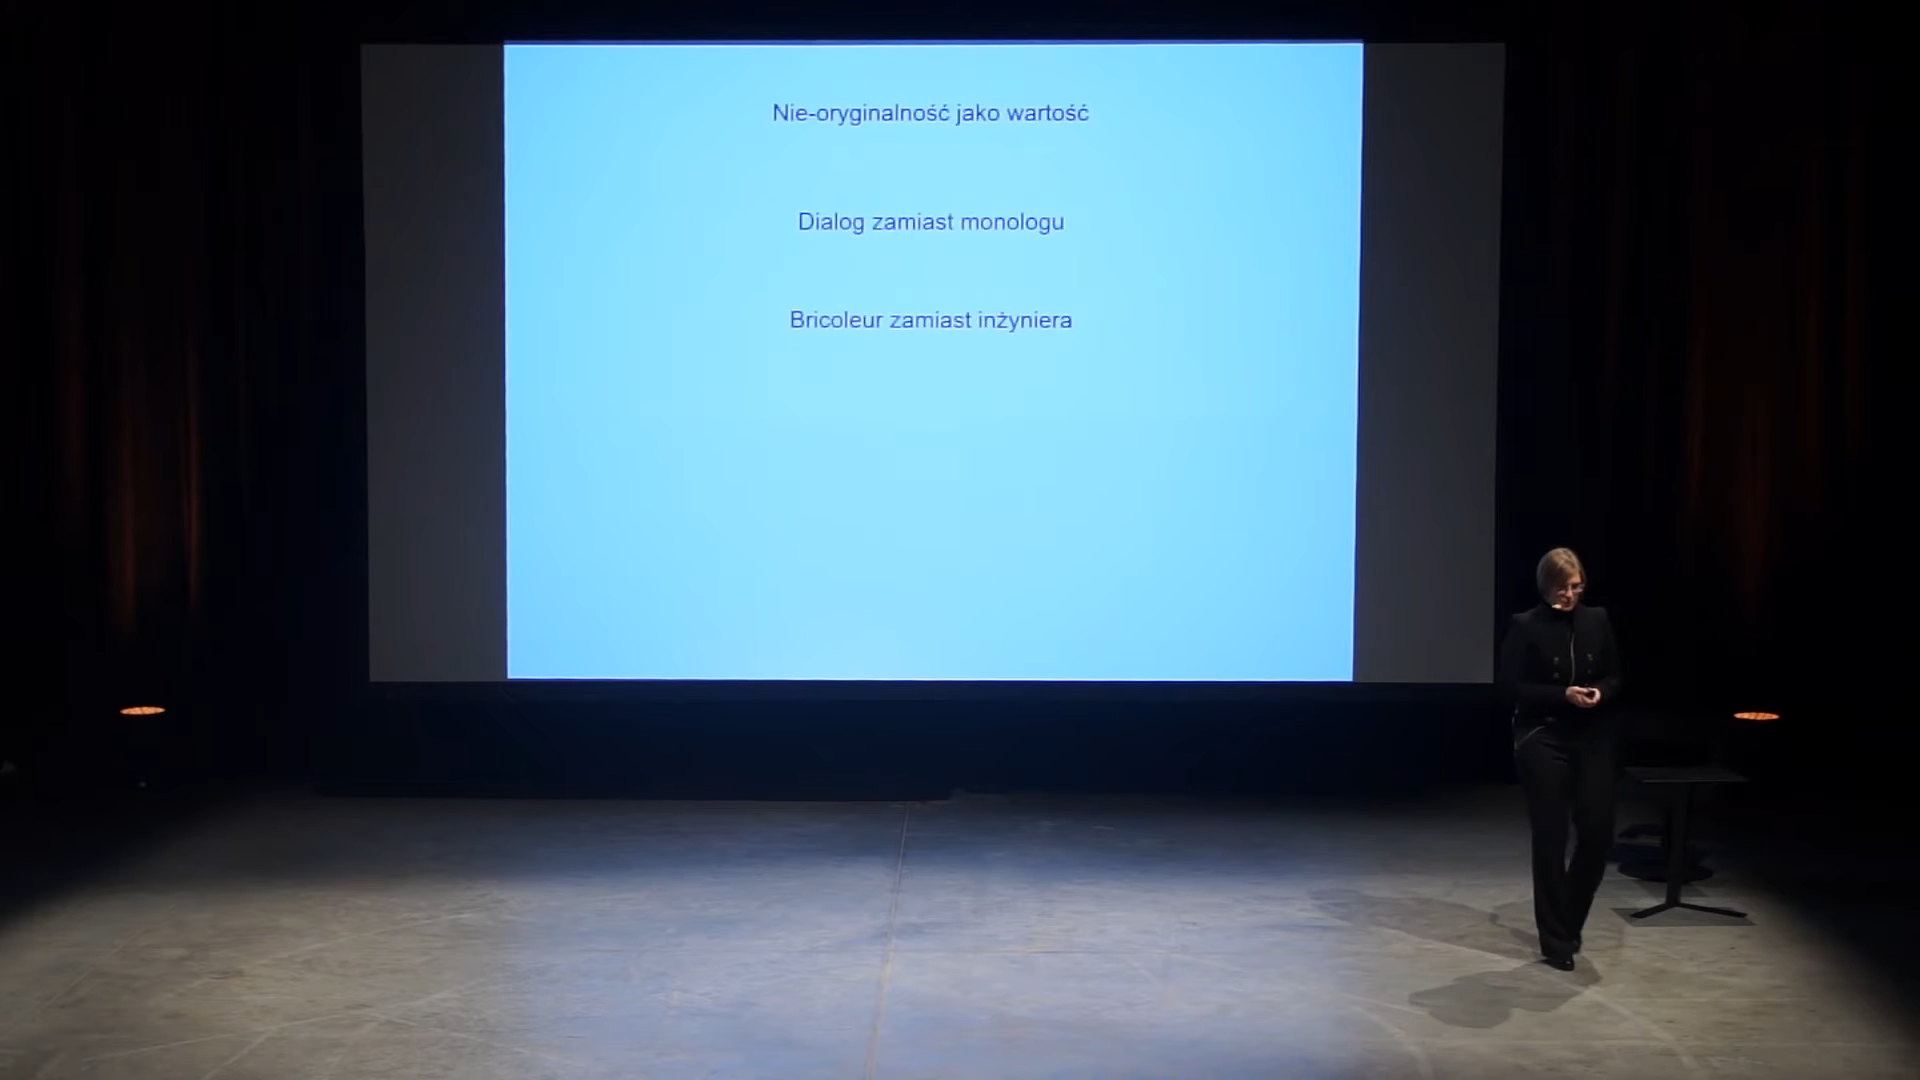 Nie-oryginalność jako wartość
Dialog zamiast monologu
Bricoleur zamiast inżyniera